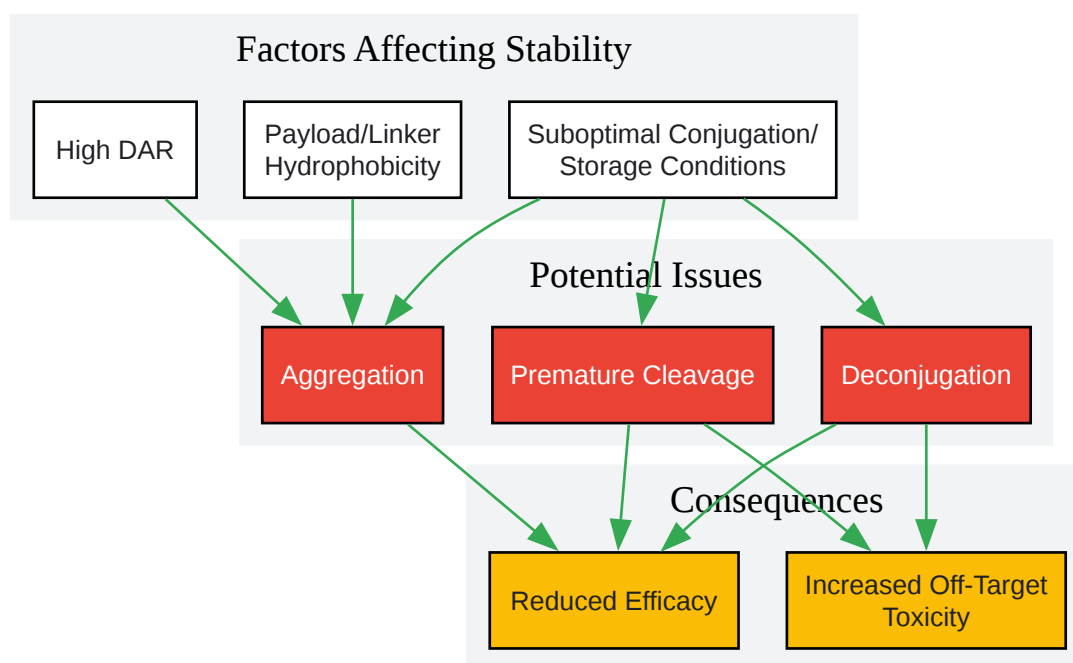 Factors Affecting Stability
High DAR
Payload/Linker
Hydrophobicity
Suboptimal Conjugation/
Storage Conditions
Potential Issues
Aggregation
Premature Cleavage
Deconjugation
Consequences
Reduced Efficacy
Increased Off-Target
Toxicity